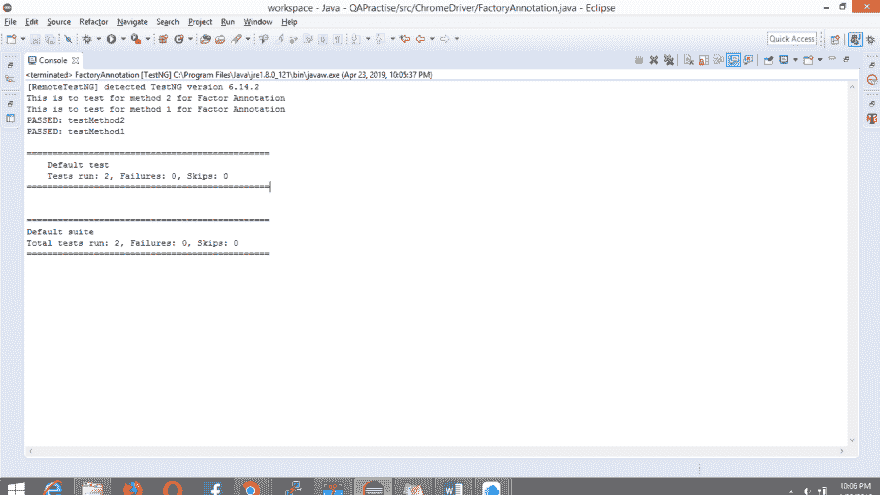 workspace - Java - QAPractise/src/ChromeDriver/FactoryAnnotation.java - Eclipse
File Edit Source Refactor Navigate Search Project Run Window Help
Quick Access
Console
<terminated> FactoryAnnotation [TestNG] C:\Program Files\Java\jre1.8.0_121\bin\javaw.exe (Apr 23, 2019, 10:05:37 PM)
[RemoteTestNG] detected TestNG version 6.14.2
This is to test for method 2 for Factor Annotation
This is to test for method 1 for Factor Annotation
PASSED: testMethod2
PASSED: testMethod1
===============================================
Default test
Tests run: 2, Failures: 0, Skips: 0
===============================================
===============================================
Default suite
Total tests run: 2, Failures: 0, Skips: 0
===============================================
10:06 PM